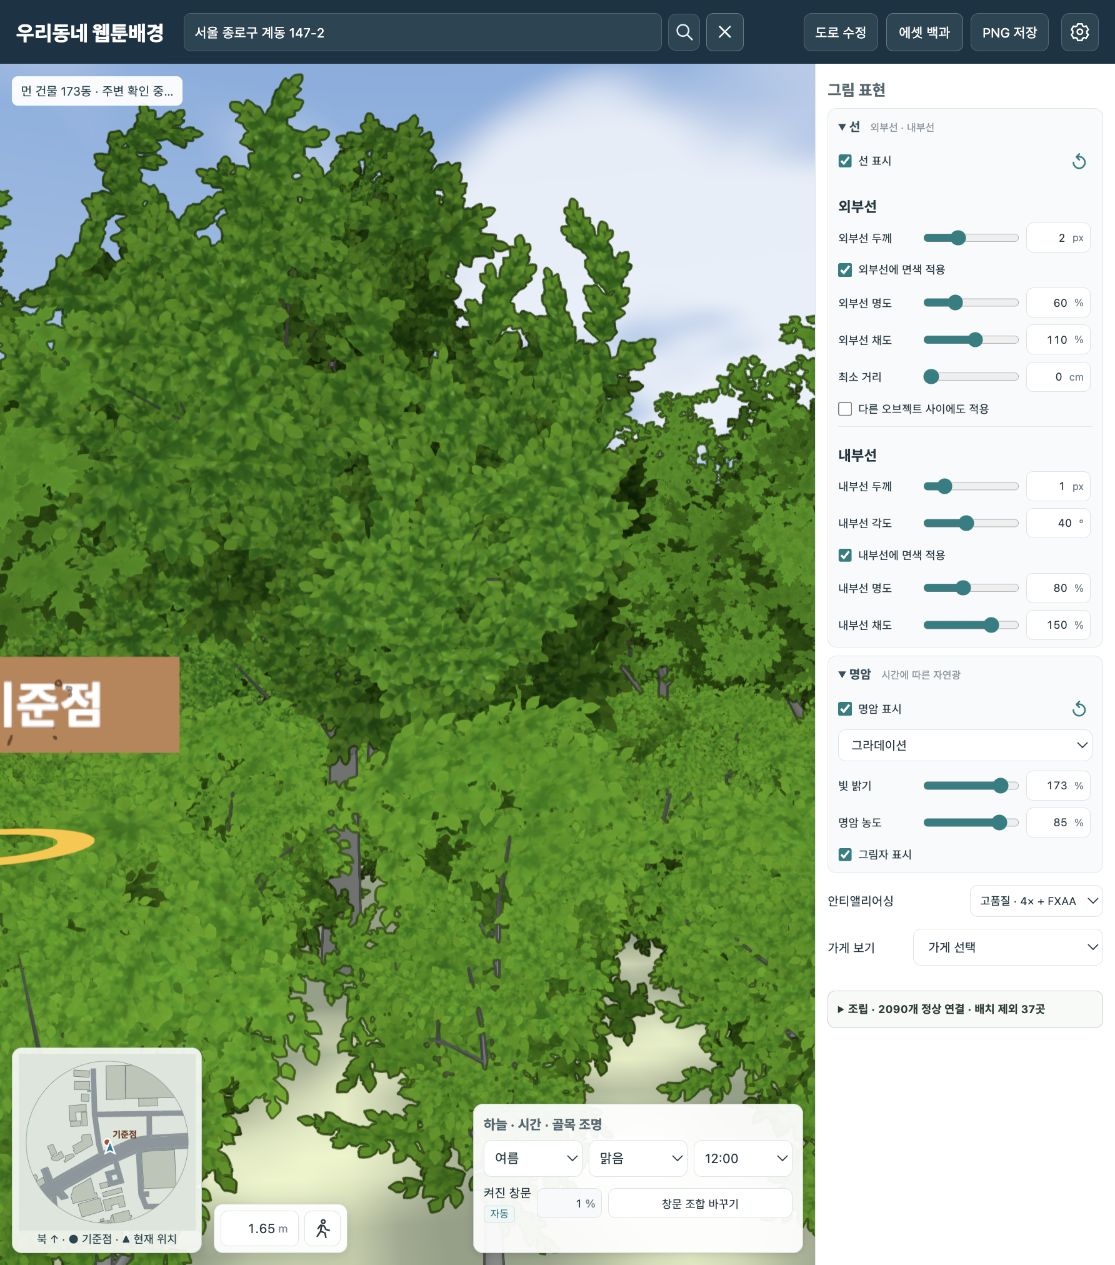 우리동네 웹툰배경
서울 종로구 계동 147-2
도로 수정
에셋 백과
PNG 저장
먼 건물 173동 · 주변 확인 중...
기준점
북 ↑ · ● 기준점 · ▲ 현재 위치
기준점
1.65 m
하늘 · 시간 · 골목 조명
여름
맑음
12:00
켜진 창문
자동
1 %
창문 조합 바꾸기
그림 표현
▼ 선 외부선 · 내부선
선 표시
외부선
외부선 두께 2 px
외부선에 면색 적용
외부선 명도 60 %
외부선 채도 110 %
최소 거리 0 cm
다른 오브젝트 사이에도 적용
내부선
내부선 두께 1 px
내부선 각도 40 °
내부선에 면색 적용
내부선 명도 80 %
내부선 채도 150 %
▼ 명암 시간에 따른 자연광
명암 표시
그라데이션
빛 밝기 173 %
명암 농도 85 %
그림자 표시
안티앨리어싱 고품질 · 4× + FXAA
가게 보기 가게 선택
▶ 조립 · 2090개 정상 연결 · 배치 제외 37곳